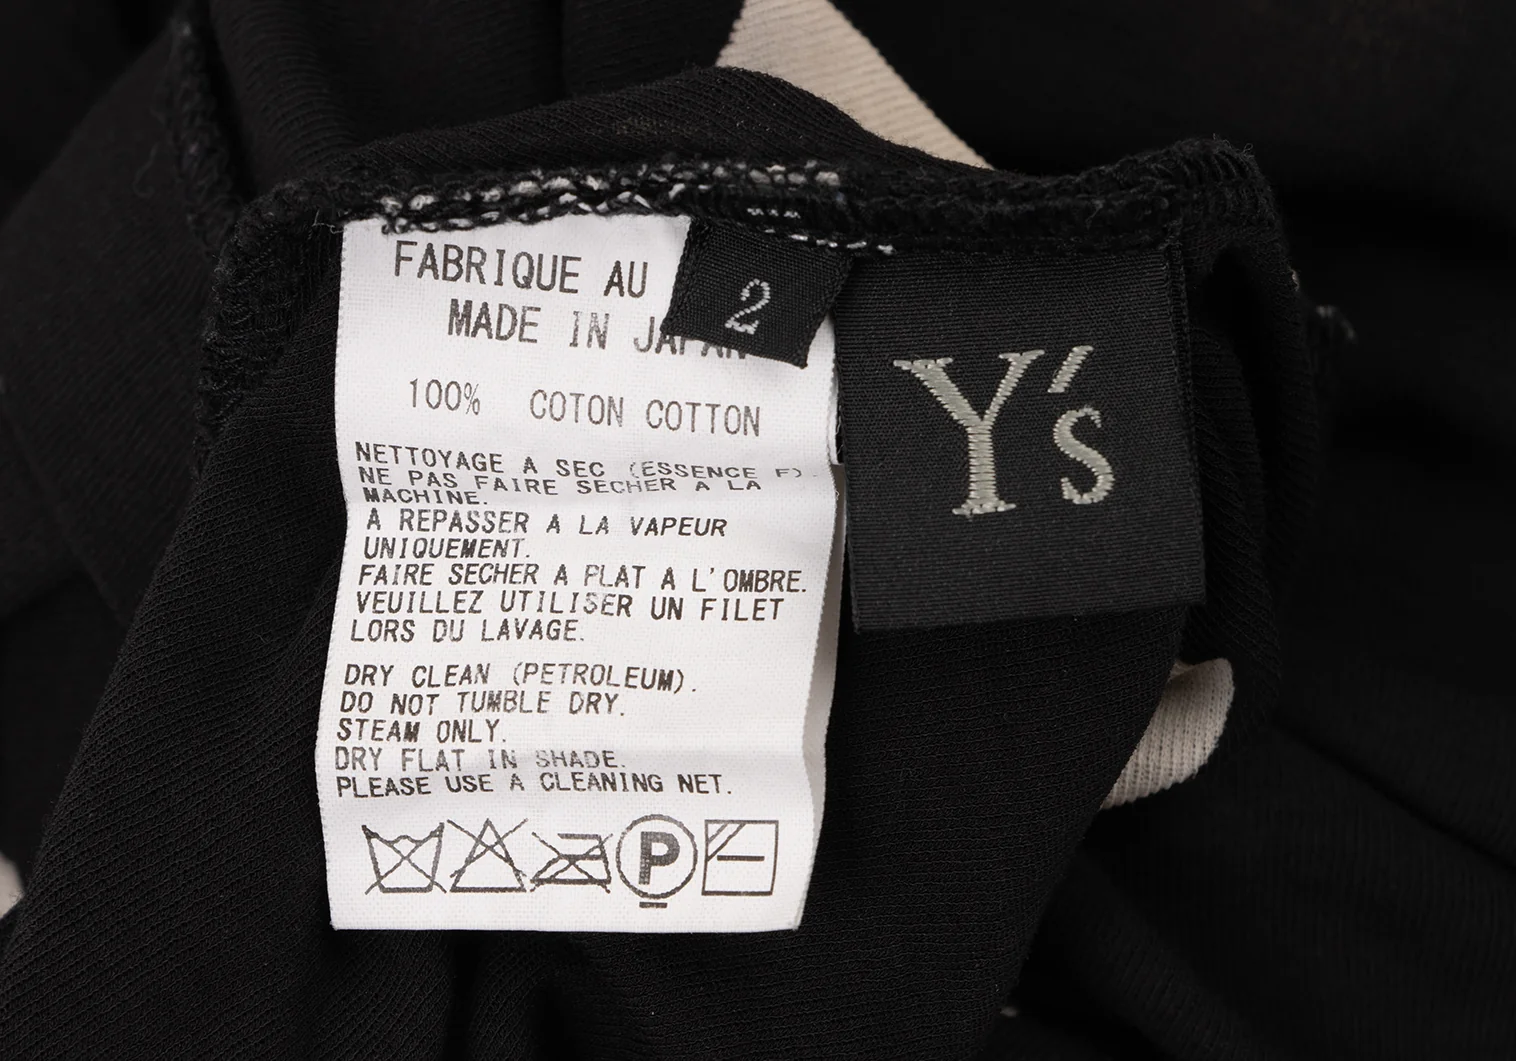 FABRIQUE AU
MADE IN JAPAN
2
Y's
100% COTON COTTON
NETTOYAGE A SEC (ESSENCE F)
NE PAS FAIRE SECHER A LA
MACHINE.
A REPASSER A LA VAPEUR
UNIQUEMENT.
FAIRE SECHER A PLAT A L'OMBRE.
VEUILLEZ UTILISER UN FILET
LORS DU LAVAGE.
DRY CLEAN (PETROLEUM).
DO NOT TUMBLE DRY.
STEAM ONLY.
DRY FLAT IN SHADE.
PLEASE USE A CLEANING NET.
P